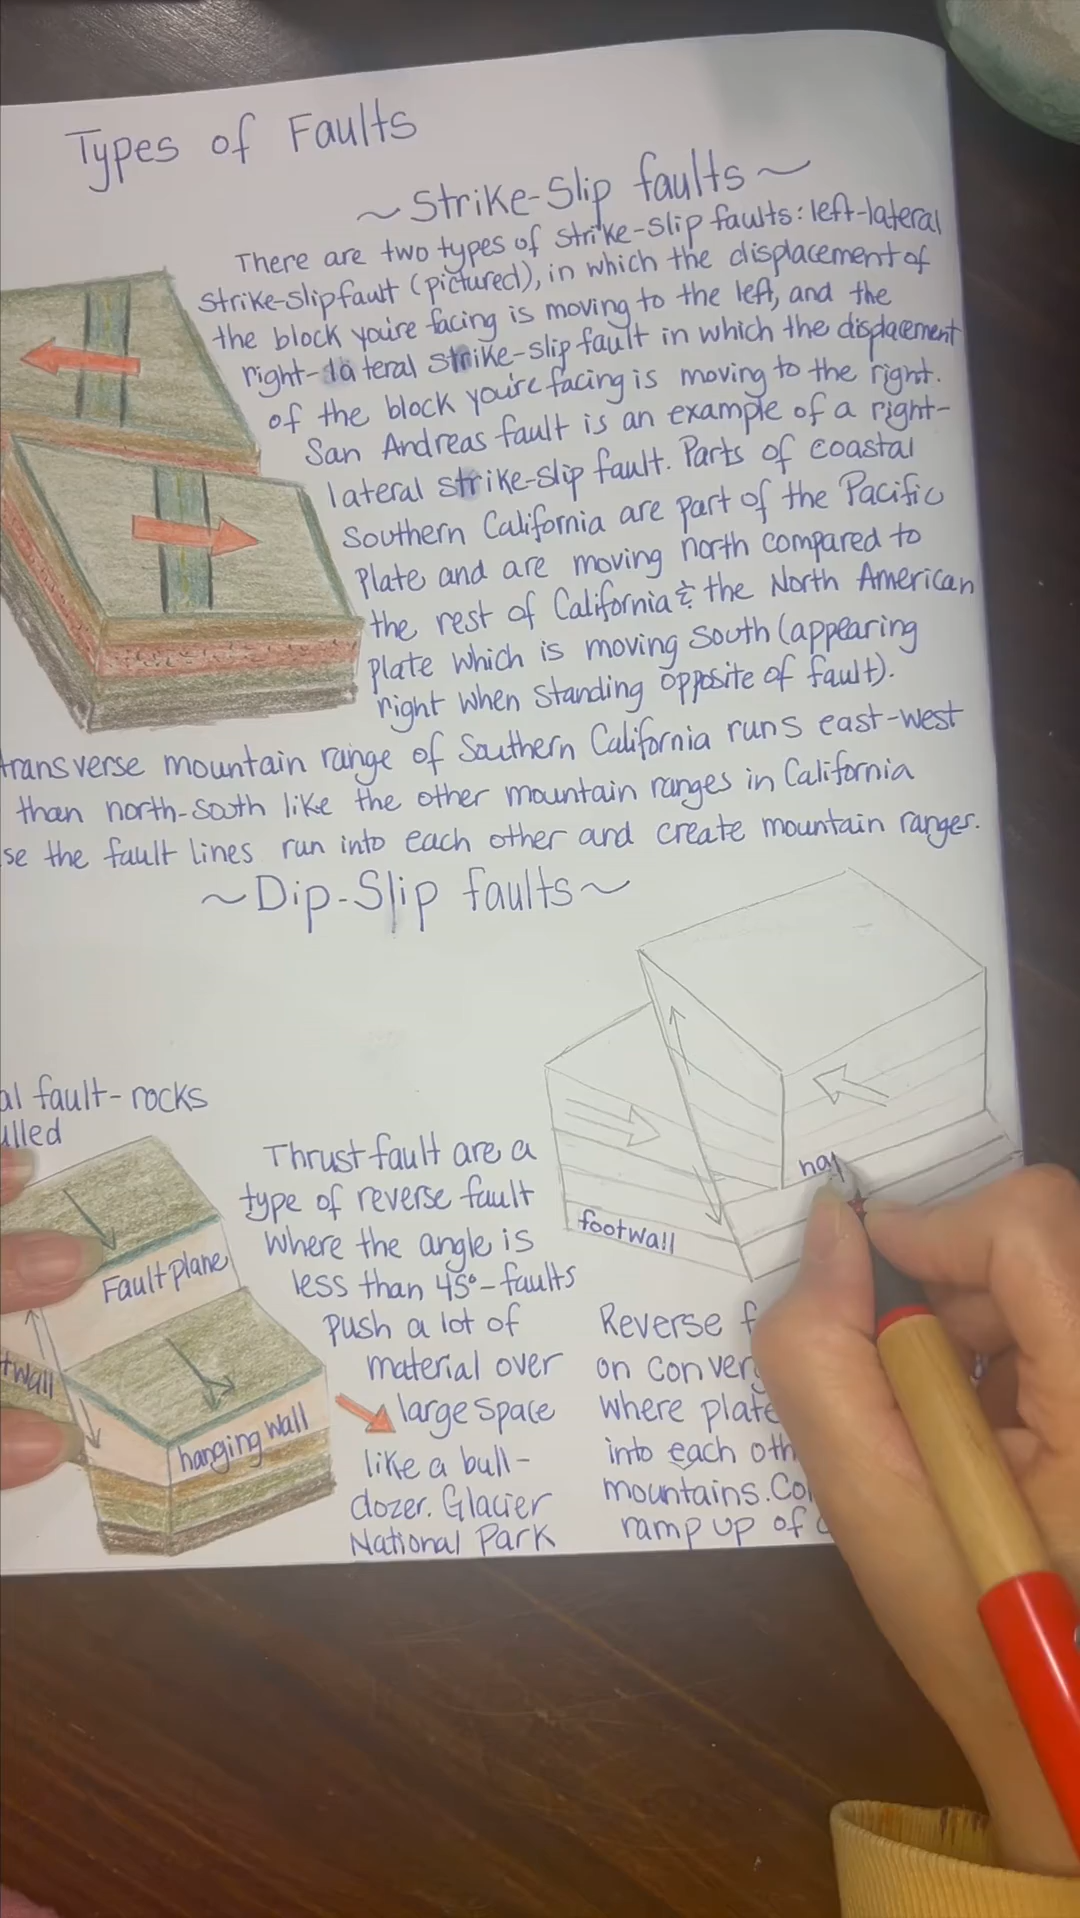 Types of Faults
~Strike-Slip faults~
There are two types of strike-slip faults: left-lateral
strike-slip fault (pictured), in which the displacement of
the block you're facing is moving to the left, and the
right-lateral strike-slip fault in which the displacement
of the block you're facing is moving to the right.
San Andreas fault is an example of a right-
lateral strike-slip fault. Parts of coastal
Southern California are part of the Pacific
plate and are moving north compared to
the rest of California & the North American
plate which is moving south (appearing
right when standing opposite of fault).
transverse mountain range of Southern California runs east-west
than north-south like the other mountain ranges in California
se the fault lines run into each other and create mountain ranges.
~Dip-Slip faults~
al fault-rocks
ulled
Fault plane
twall
hanging wall
Thrust fault are a
type of reverse fault
where the angle is
less than 45°-faults
push a lot of
material over
large space
like a bull-
dozer. Glacier
National Park
footwall
ha
Reverse f
on conver
where plate
into each oth
mountains. Co
ramp up of